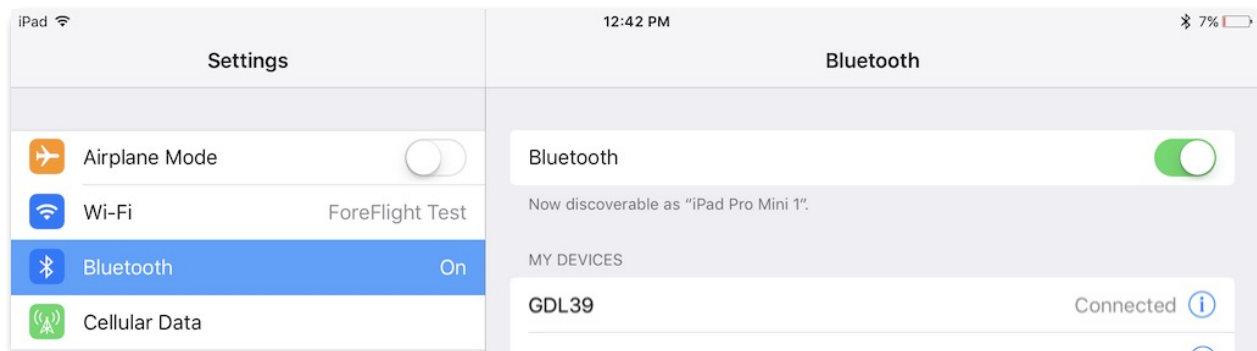 iPad 12:42 PM 7%
Settings
Bluetooth
Airplane Mode
Wi-Fi ForeFlight Test
Bluetooth On
Cellular Data
Bluetooth
Now discoverable as “iPad Pro Mini 1”.
MY DEVICES
GDL39 Connected